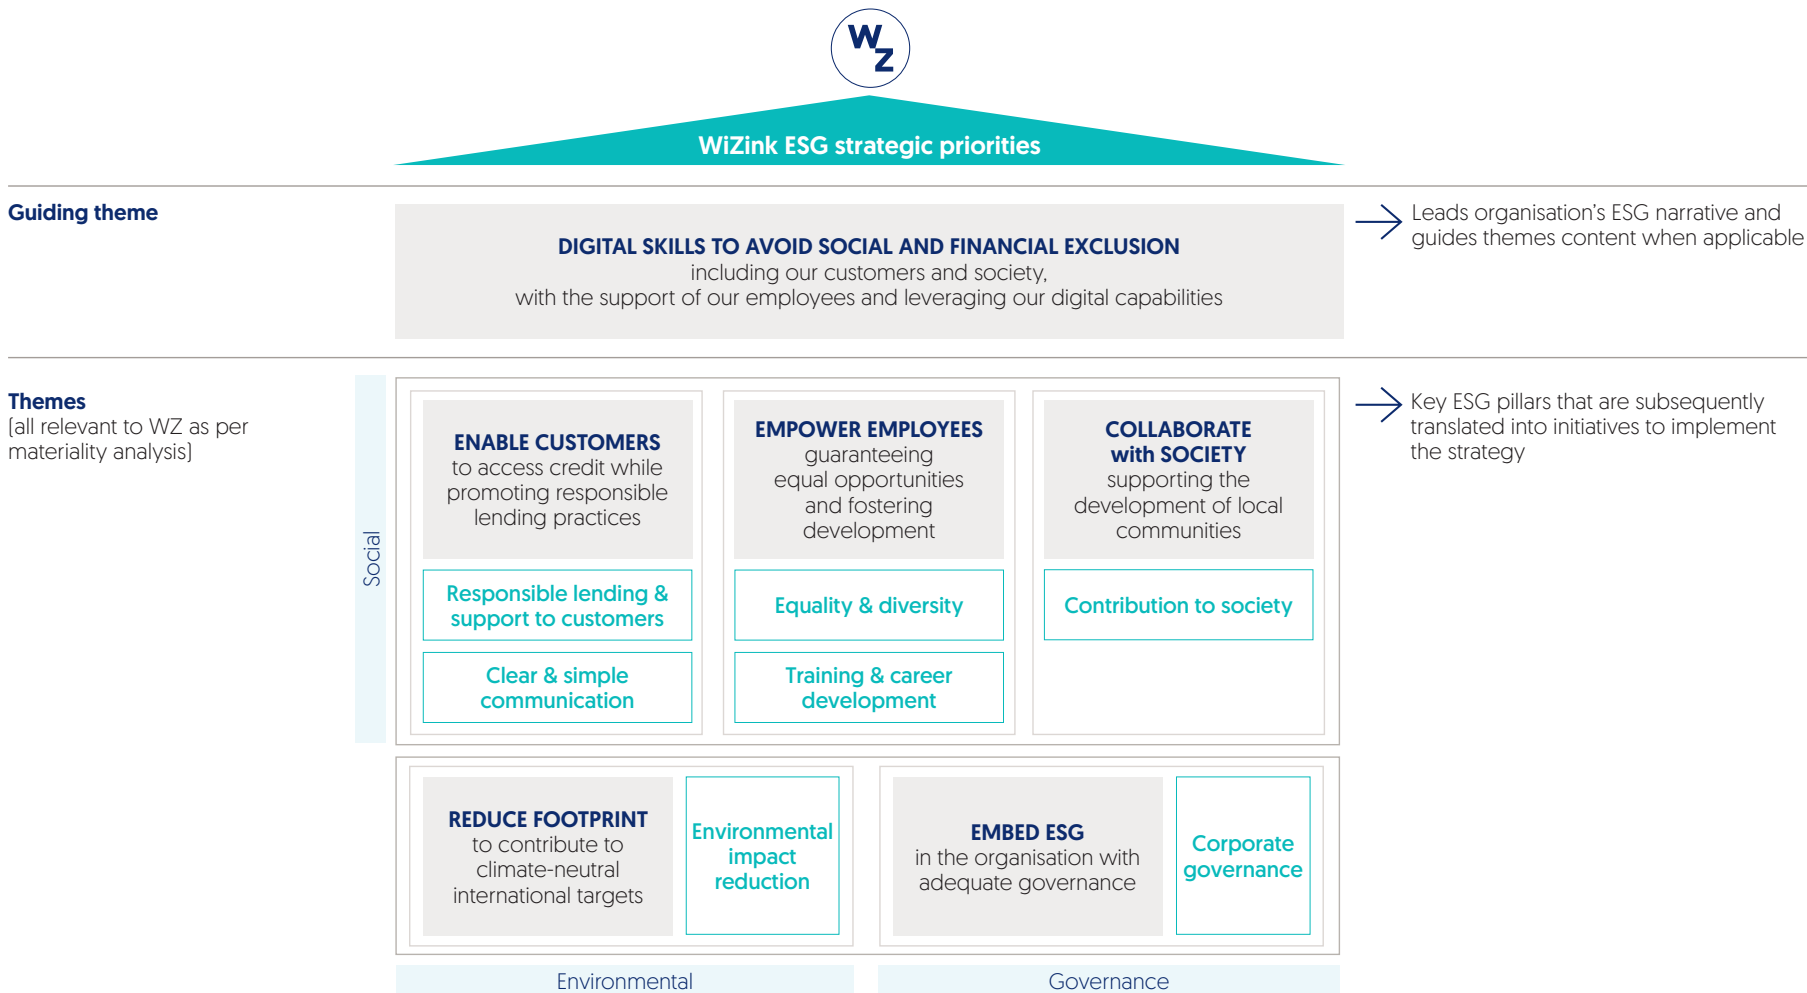 W
Z
WiZink ESG strategic priorities
Guiding theme
DIGITAL SKILLS TO AVOID SOCIAL AND FINANCIAL EXCLUSION
including our customers and society,
with the support of our employees and leveraging our digital capabilities
Leads organisation's ESG narrative and
guides themes content when applicable
Themes
(all relevant to WZ as per
materiality analysis)
Social
ENABLE CUSTOMERS
to access credit while
promoting responsible
lending practices
Responsible lending &
support to customers
Clear & simple
communication
EMPOWER EMPLOYEES
guaranteeing
equal opportunities
and fostering
development
Equality & diversity
Training & career
development
COLLABORATE
with SOCIETY
supporting the
development of local
communities
Contribution to society
Key ESG pillars that are subsequently
translated into initiatives to implement
the strategy
REDUCE FOOTPRINT
to contribute to
climate-neutral
international targets
Environmental
impact
reduction
EMBED ESG
in the organisation with
adequate governance
Corporate
governance
Environmental
Governance